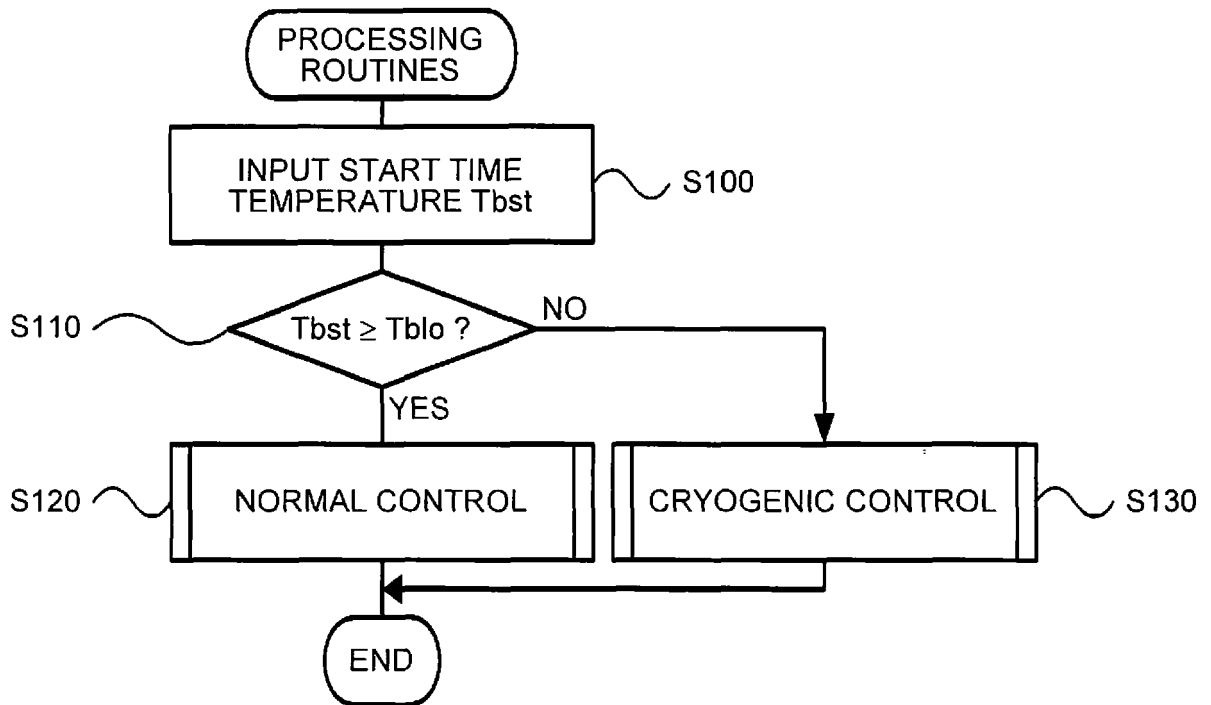 PROCESSING
ROUTINES
INPUT START TIME
TEMPERATURE Tbst
S100
S110
Tbst ≥ Tblo ?
NO
YES
S120
NORMAL CONTROL
CRYOGENIC CONTROL
S130
END